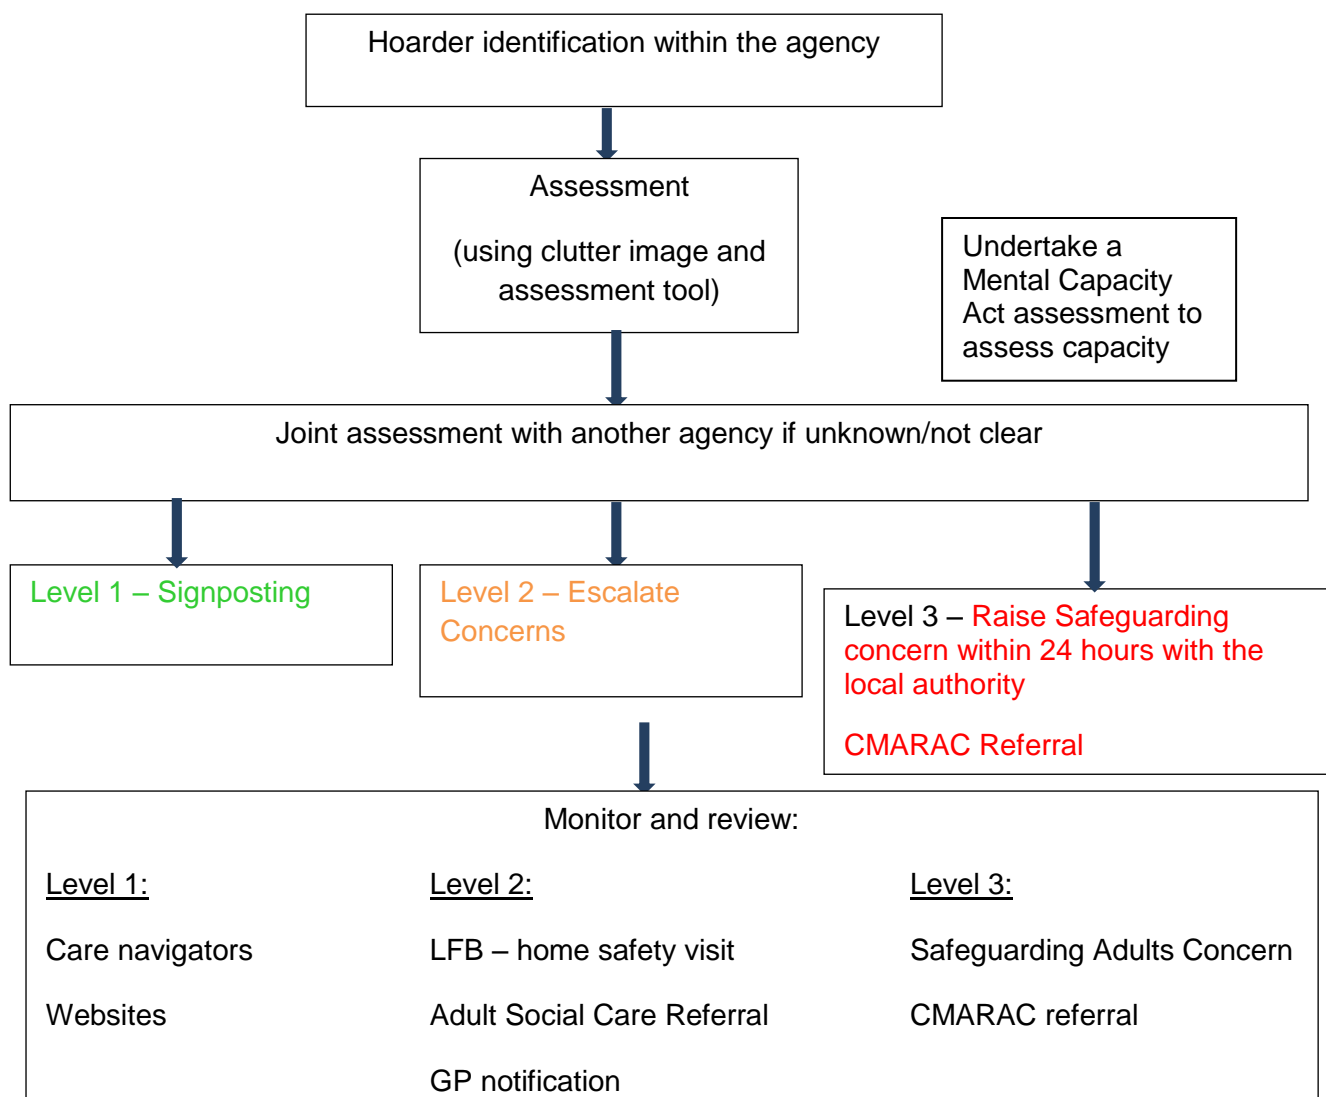 Hoarder identification within the agency
Assessment
(using clutter image and
assessment tool)
Undertake a
Mental Capacity
Act assessment to
assess capacity
Joint assessment with another agency if unknown/not clear
Level 1 – Signposting
Level 2 – Escalate
Concerns
Level 3 – Raise Safeguarding
concern within 24 hours with the
local authority
CMARAC Referral
Monitor and review:
Level 1:
Care navigators
Websites
Level 2:
LFB – home safety visit
Adult Social Care Referral
GP notification
Level 3:
Safeguarding Adults Concern
CMARAC referral